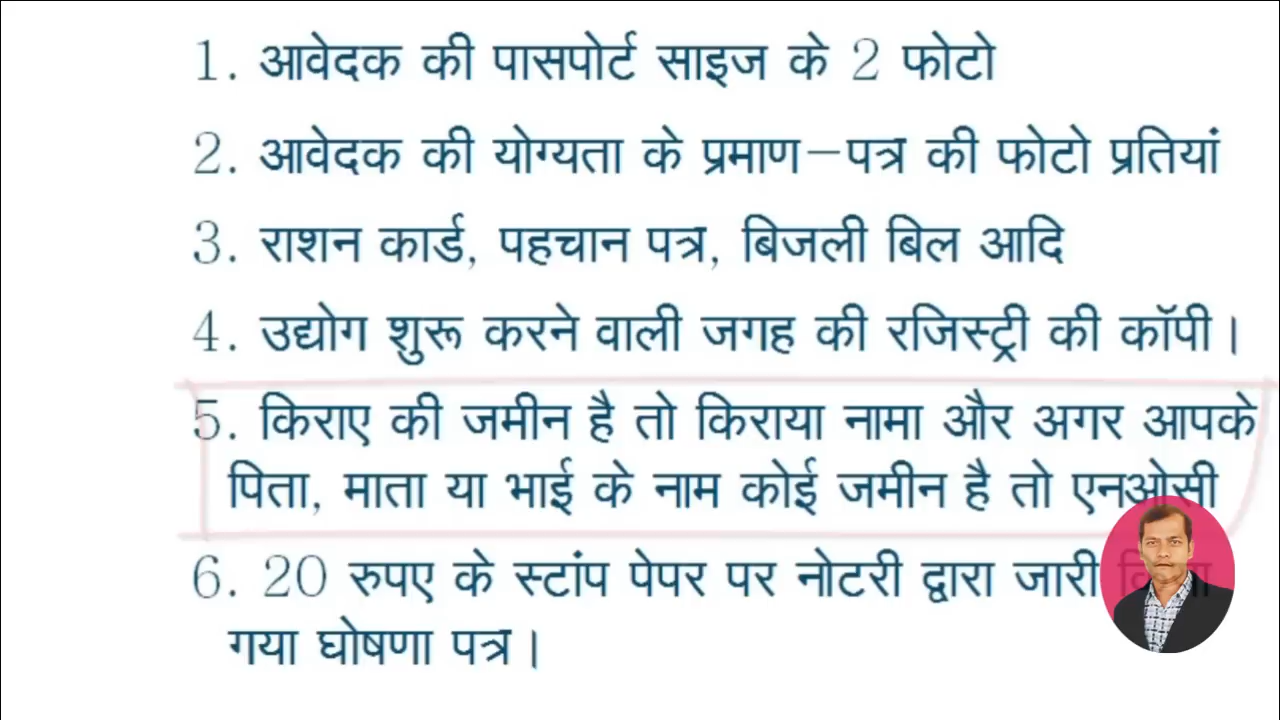 1. आवेदक की पासपोर्ट साइज के 2 फोटो
2. आवेदक की योग्यता के प्रमाण-पत्र की फोटो प्रतियां
3. राशन कार्ड, पहचान पत्र, बिजली बिल आदि
4. उद्योग शुरू करने वाली जगह की रजिस्ट्री की कॉपी।
5. किराए की जमीन है तो किराया नामा और अगर आपके
पिता, माता या भाई के नाम कोई जमीन है तो एनओसी
6. 20 रुपए के स्टांप पेपर पर नोटरी द्वारा जारी
गया घोषणा पत्र।